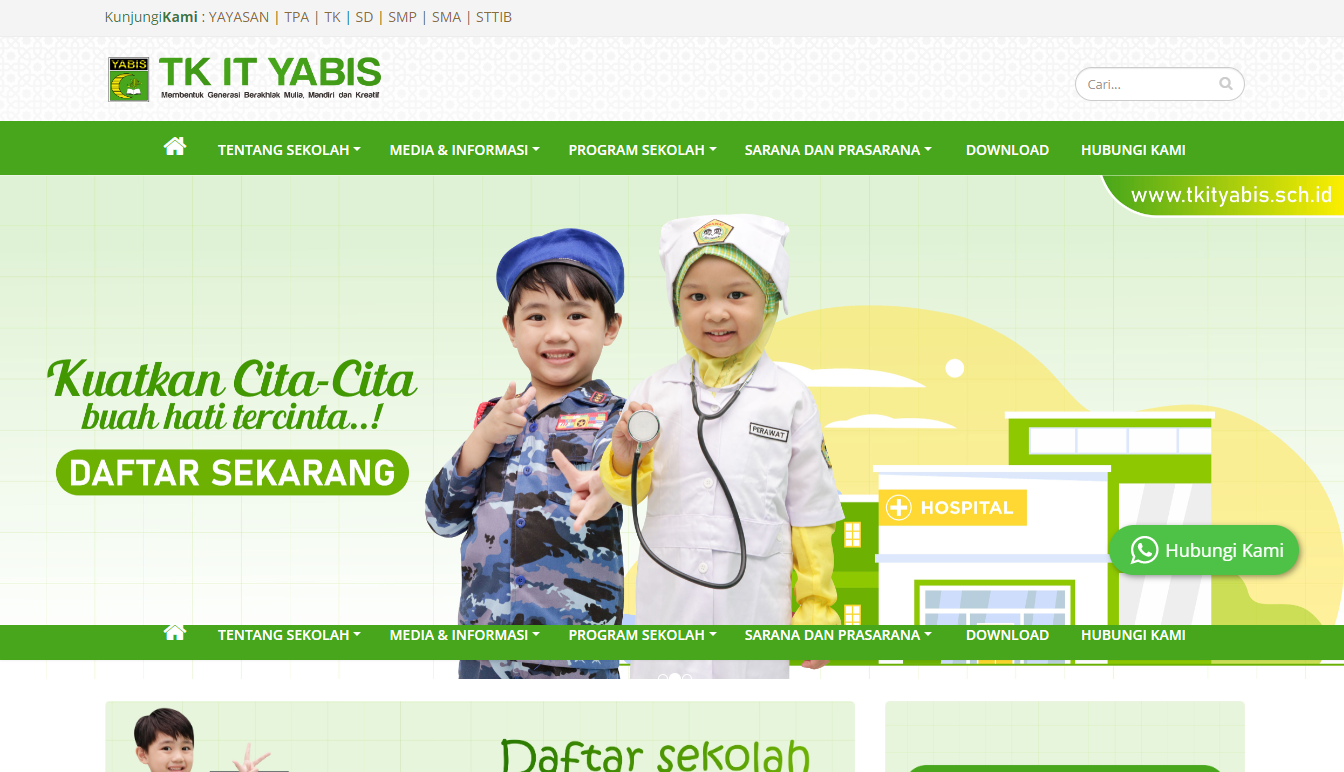 KunjungiKami : YAYASAN | TPA | TK | SD | SMP | SMA | STTIB
YABIS
TK IT YABIS
Membentuk Generasi Berakhlak Mulia, Mandiri dan Kreatif
Cari...
TENTANG SEKOLAH
MEDIA & INFORMASI
PROGRAM SEKOLAH
SARANA DAN PRASARANA
DOWNLOAD
HUBUNGI KAMI
www.tkityabis.sch.id
Kuatkan Cita-Cita
buah hati tercinta..!
DAFTAR SEKARANG
PERAWAT
HOSPITAL
Hubungi Kami
TENTANG SEKOLAH
MEDIA & INFORMASI
PROGRAM SEKOLAH
SARANA DAN PRASARANA
DOWNLOAD
HUBUNGI KAMI
Daftar sekolah